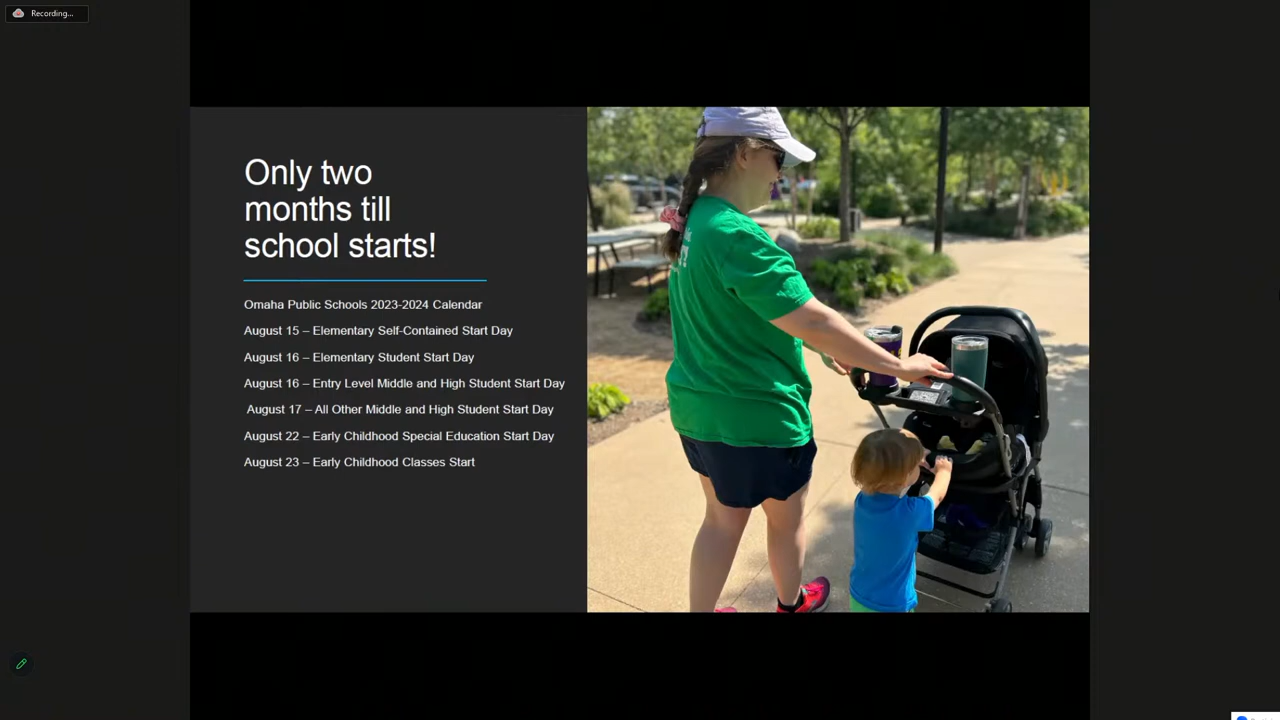 Recording...
Only two
months till
school starts!
Omaha Public Schools 2023-2024 Calendar
August 15 – Elementary Self-Contained Start Day
August 16 – Elementary Student Start Day
August 16 – Entry Level Middle and High Student Start Day
August 17 – All Other Middle and High Student Start Day
August 22 – Early Childhood Special Education Start Day
August 23 – Early Childhood Classes Start